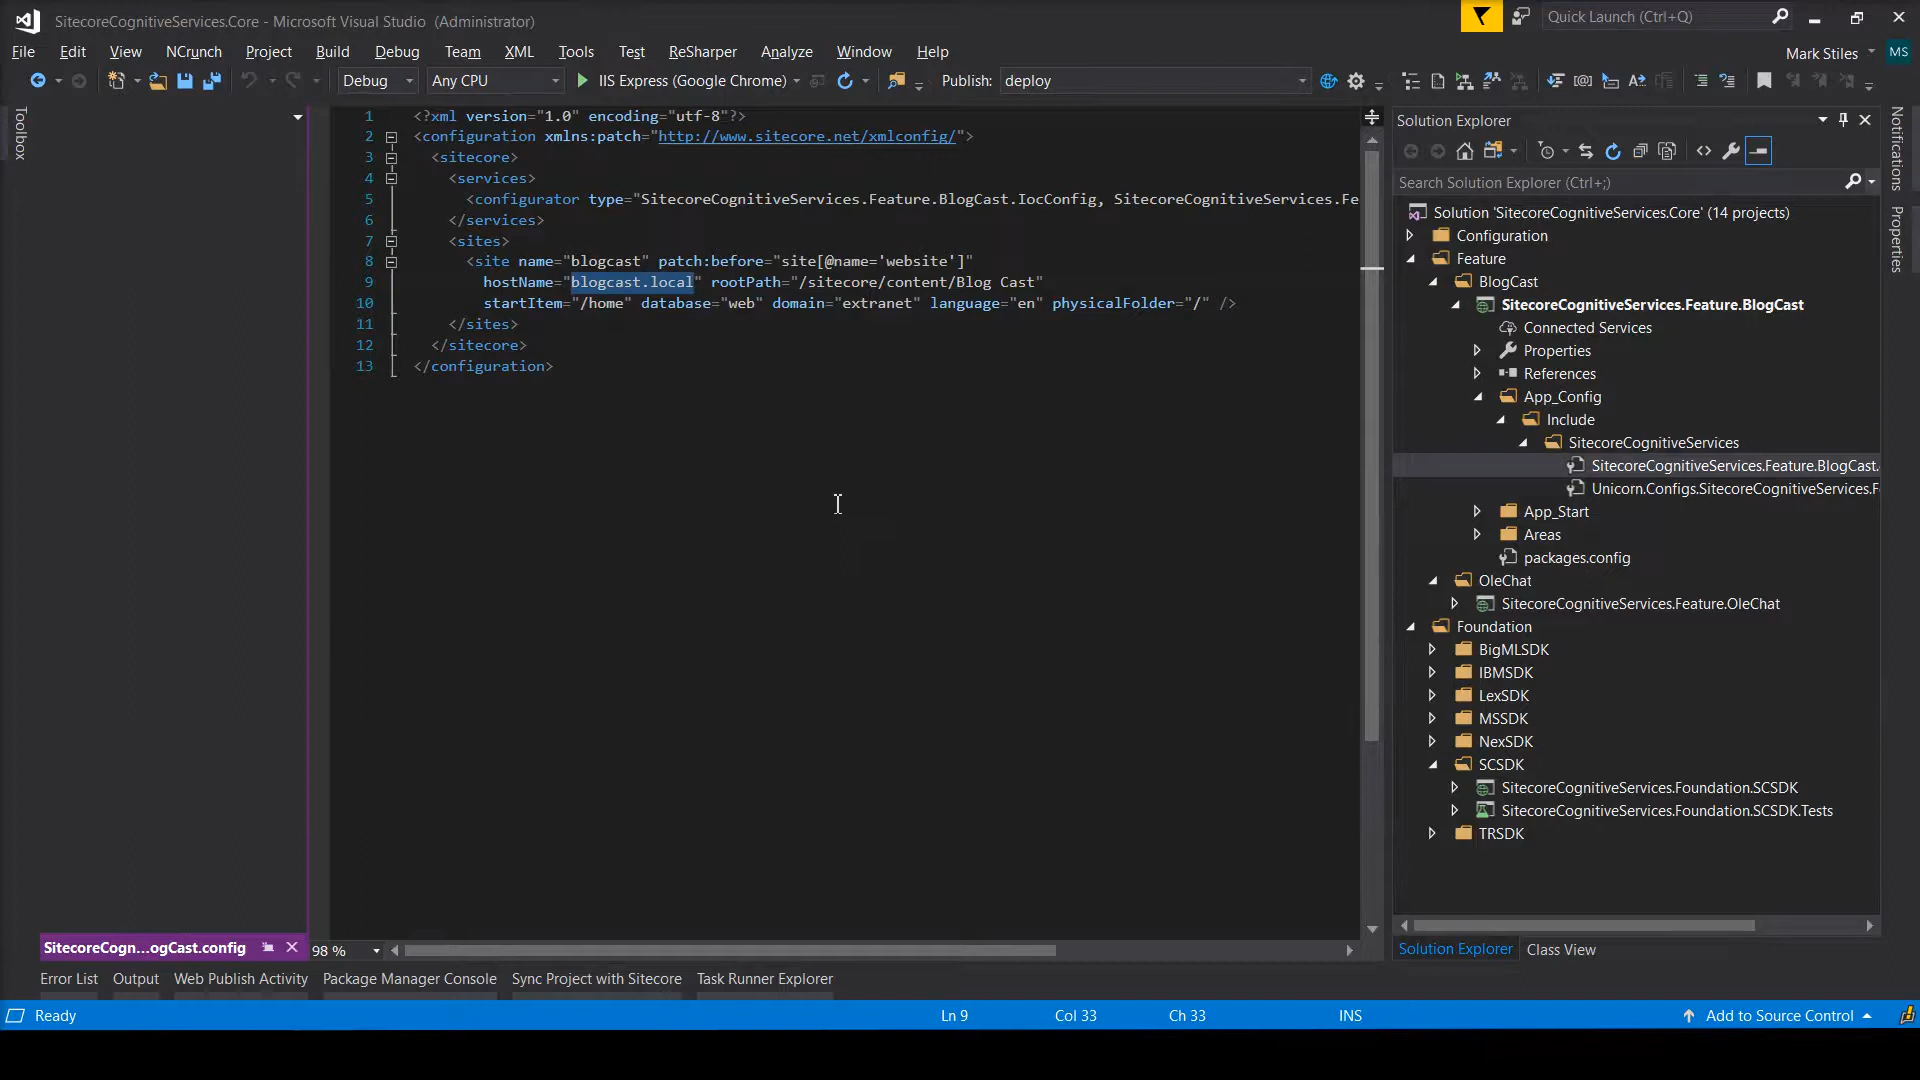 SitecoreCognitiveServices.Core - Microsoft Visual Studio (Administrator)
Quick Launch (Ctrl+Q)
File Edit View NCrunch Project Build Debug Team XML Tools Test ReSharper Analyze Window Help
Mark Stiles MS
Debug Any CPU IIS Express (Google Chrome) Publish: deploy
Toolbox
1 <?xml version="1.0" encoding="utf-8"?>
2 <configuration xmlns:patch="http://www.sitecore.net/xmlconfig/">
3 <sitecore>
4 <services>
5 <configurator type="SitecoreCognitiveServices.Feature.BlogCast.IocConfig, SitecoreCognitiveServices.Fe
6 </services>
7 <sites>
8 <site name="blogcast" patch:before="site[@name='website']"
9 hostName="blogcast.local" rootPath="/sitecore/content/Blog Cast"
10 startItem="/home" database="web" domain="extranet" language="en" physicalFolder="/" />
11 </sites>
12 </sitecore>
13 </configuration>
Solution Explorer
Search Solution Explorer (Ctrl+;)
Solution 'SitecoreCognitiveServices.Core' (14 projects)
Configuration
Feature
BlogCast
SitecoreCognitiveServices.Feature.BlogCast
Connected Services
Properties
References
App_Config
Include
SitecoreCognitiveServices
SitecoreCognitiveServices.Feature.BlogCast.
Unicorn.Configs.SitecoreCognitiveServices.F
App_Start
Areas
packages.config
OleChat
SitecoreCognitiveServices.Feature.OleChat
Foundation
BigMLSDK
IBMSDK
LexSDK
MSSDK
NexSDK
SCSDK
SitecoreCognitiveServices.Foundation.SCSDK
SitecoreCognitiveServices.Foundation.SCSDK.Tests
TRSDK
Notifications
Properties
SitecoreCogn...ogCast.config
98 %
Solution Explorer Class View
Error List Output Web Publish Activity Package Manager Console Sync Project with Sitecore Task Runner Explorer
Ready Ln 9 Col 33 Ch 33 INS Add to Source Control